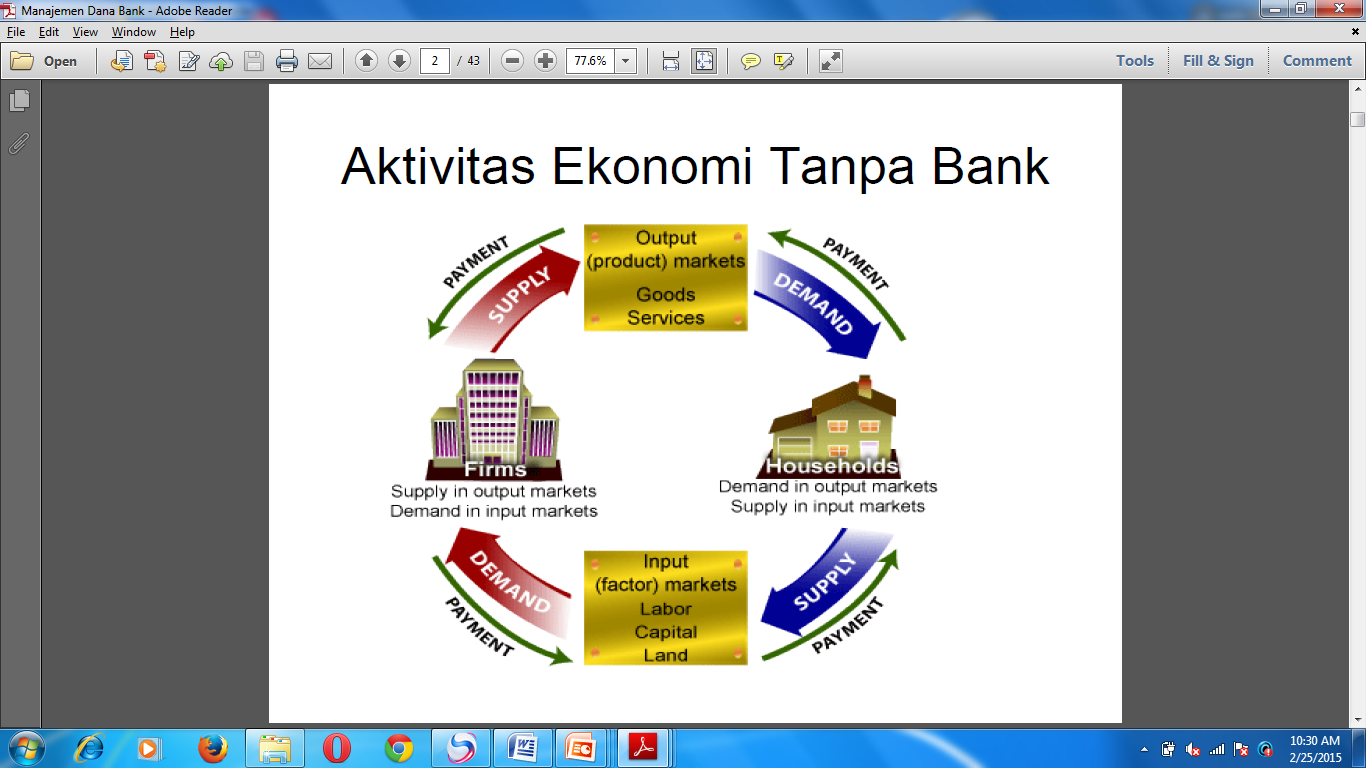 Manajemen Dana Bank - Adobe Reader
File Edit View Window Help
Open 2 / 43 77.6% Tools Fill & Sign Comment
Aktivitas Ekonomi Tanpa Bank
PAYMENT
SUPPLY
Output
(product) markets
Goods
Services
DEMAND
PAYMENT
Firms
Supply in output markets
Demand in input markets
Households
Demand in output markets
Supply in input markets
DEMAND
PAYMENT
Input
(factor) markets
Labor
Capital
Land
SUPPLY
PAYMENT
10:30 AM
2/25/2015